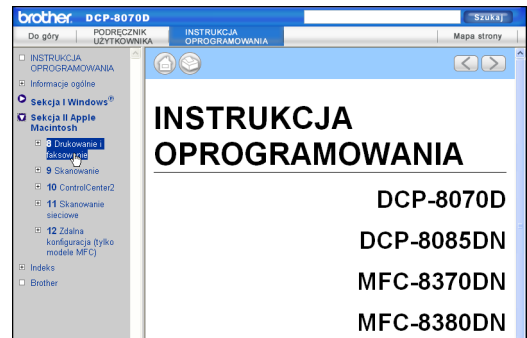 brother. DCP-8070D
Szukaj
Do góry
PODRĘCZNIK
UŻYTKOWNIKA
INSTRUKCJA
OPROGRAMOWANIA
Mapa strony
INSTRUKCJA
OPROGRAMOWANIA
Informacje ogólne
Sekcja I Windows®
Sekcja II Apple
Macintosh
8 Drukowanie i
faksowanie
9 Skanowanie
10 ControlCenter2
11 Skanowanie
sieciowe
12 Zdalna
konfiguracja (tylko
modele MFC)
Indeks
Brother
INSTRUKCJA
OPROGRAMOWANIA
DCP-8070D
DCP-8085DN
MFC-8370DN
MFC-8380DN